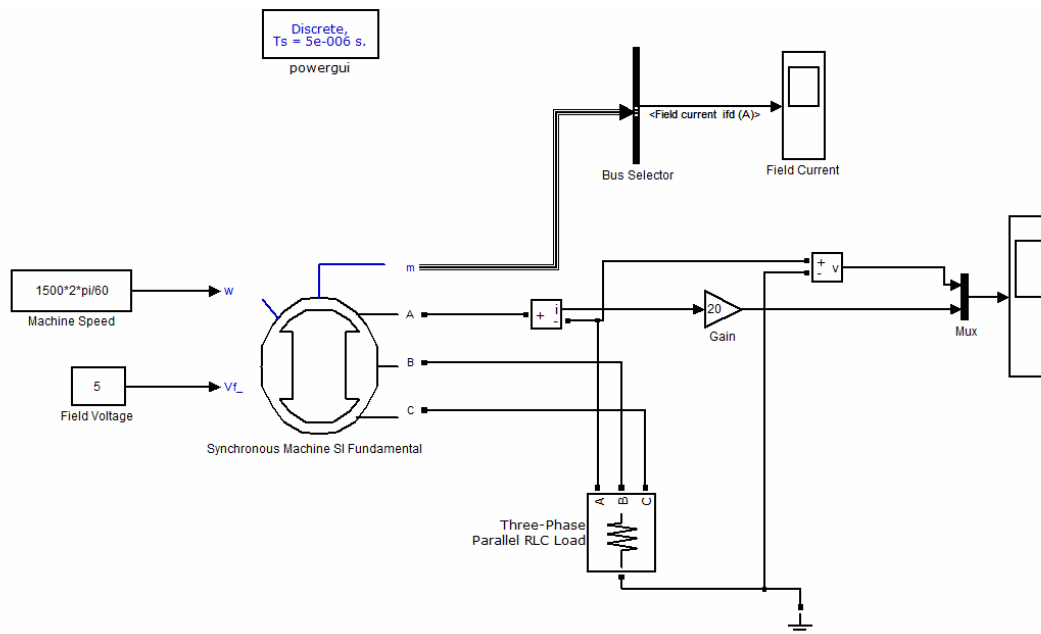 Discrete,
Ts = 5e-006 s.
powergui
<Field current ifd (A)>
Bus Selector
Field Current
m
1500*2*pi/60
w
Machine Speed
A
+
i
-
20
Gain
+
-
v
Mux
B
5
Vf_
Field Voltage
C
Synchronous Machine SI Fundamental
A
B
C
Three-Phase
Parallel RLC Load